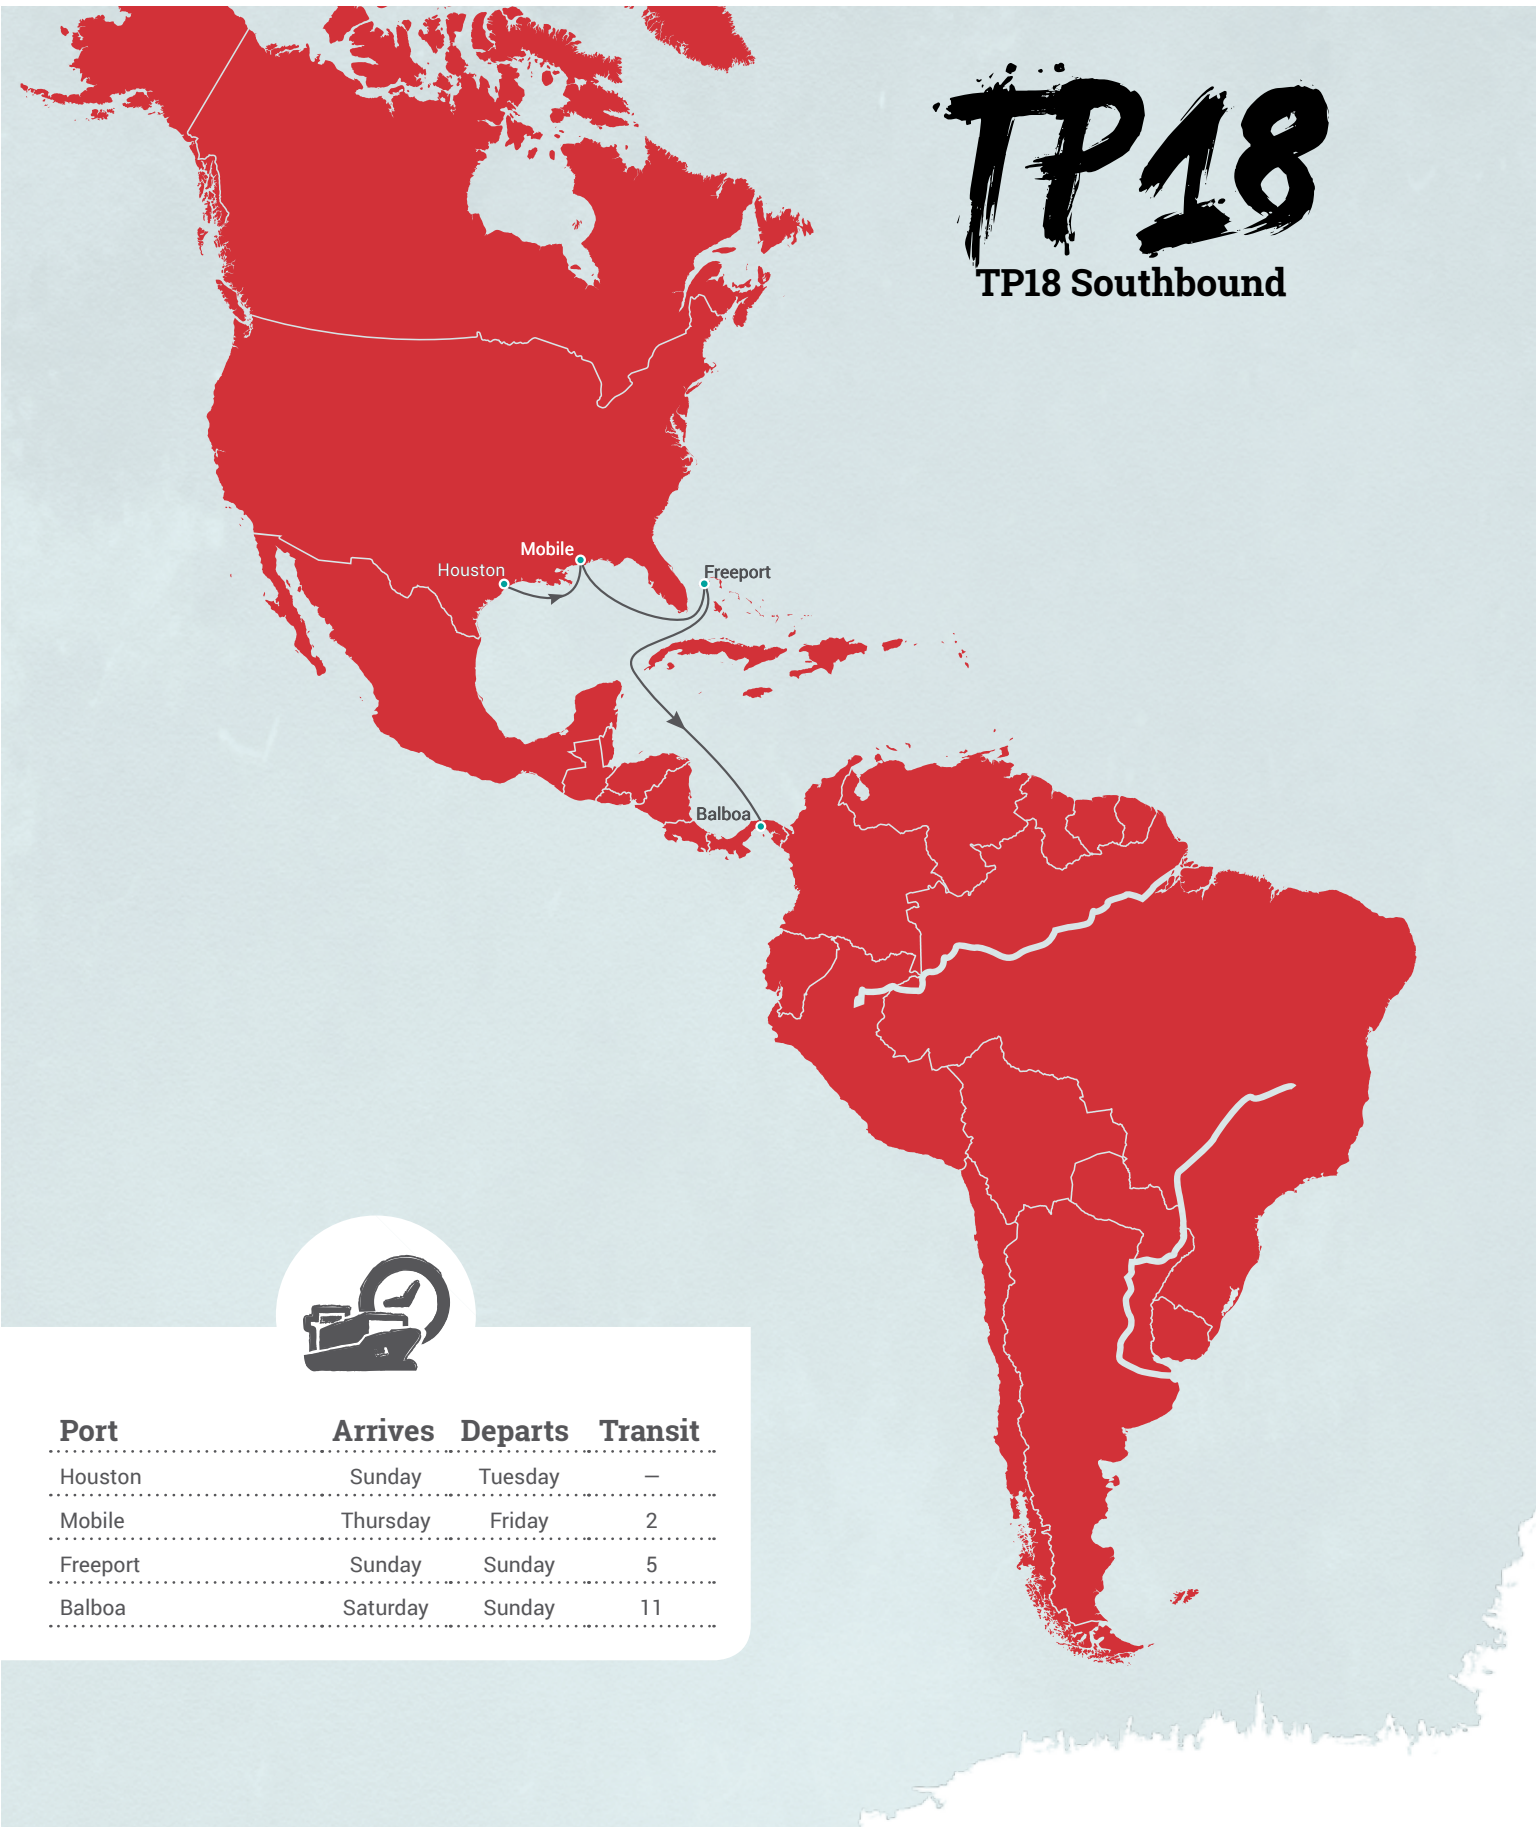 TP18
TP18 Southbound
Mobile
Houston
Freeport
Balboa
Port Arrives Departs Transit
Houston Sunday Tuesday —
Mobile Thursday Friday 2
Freeport Sunday Sunday 5
Balboa Saturday Sunday 11